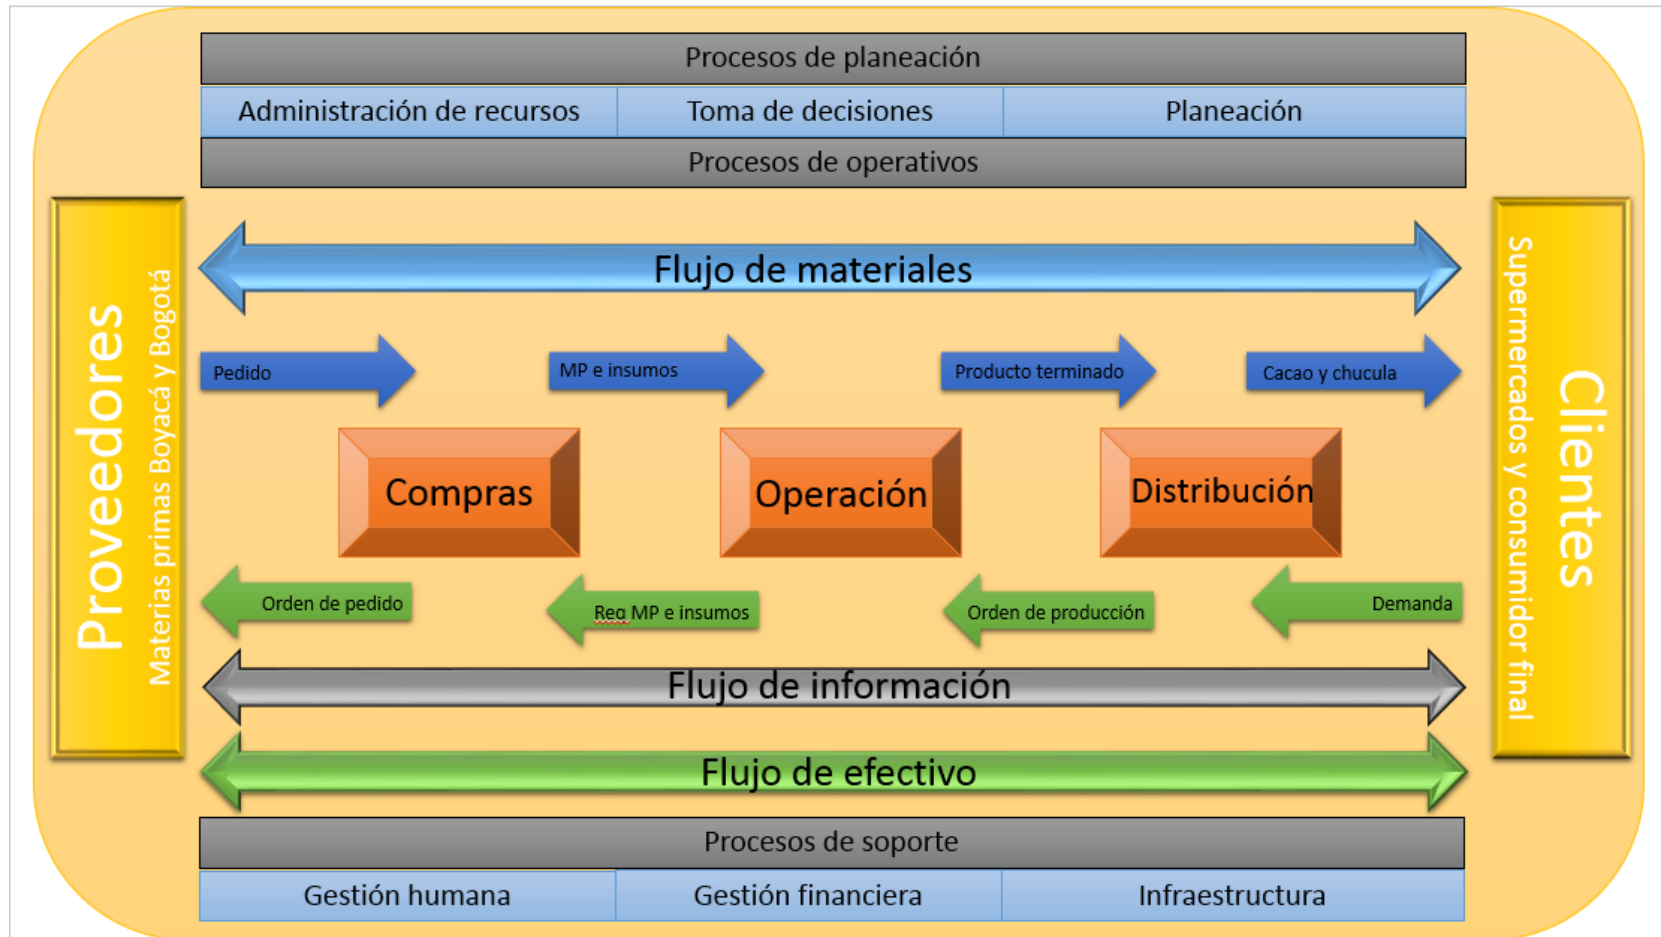 Procesos de planeación
Administración de recursos
Toma de decisiones
Planeación
Procesos de operativos
Proveedores
Materias primas Boyacá y Bogotá
Flujo de materiales
Pedido
MP e insumos
Producto terminado
Cacao y chucula
Compras
Operación
Distribución
Orden de pedido
Req MP e insumos
Orden de producción
Demanda
Flujo de información
Flujo de efectivo
Clientes
Supermercados y consumidor final
Procesos de soporte
Gestión humana
Gestión financiera
Infraestructura